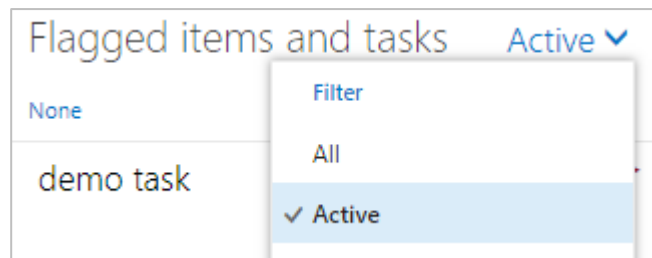 Flagged items and tasks Active
Filter
None
All
demo task
Active